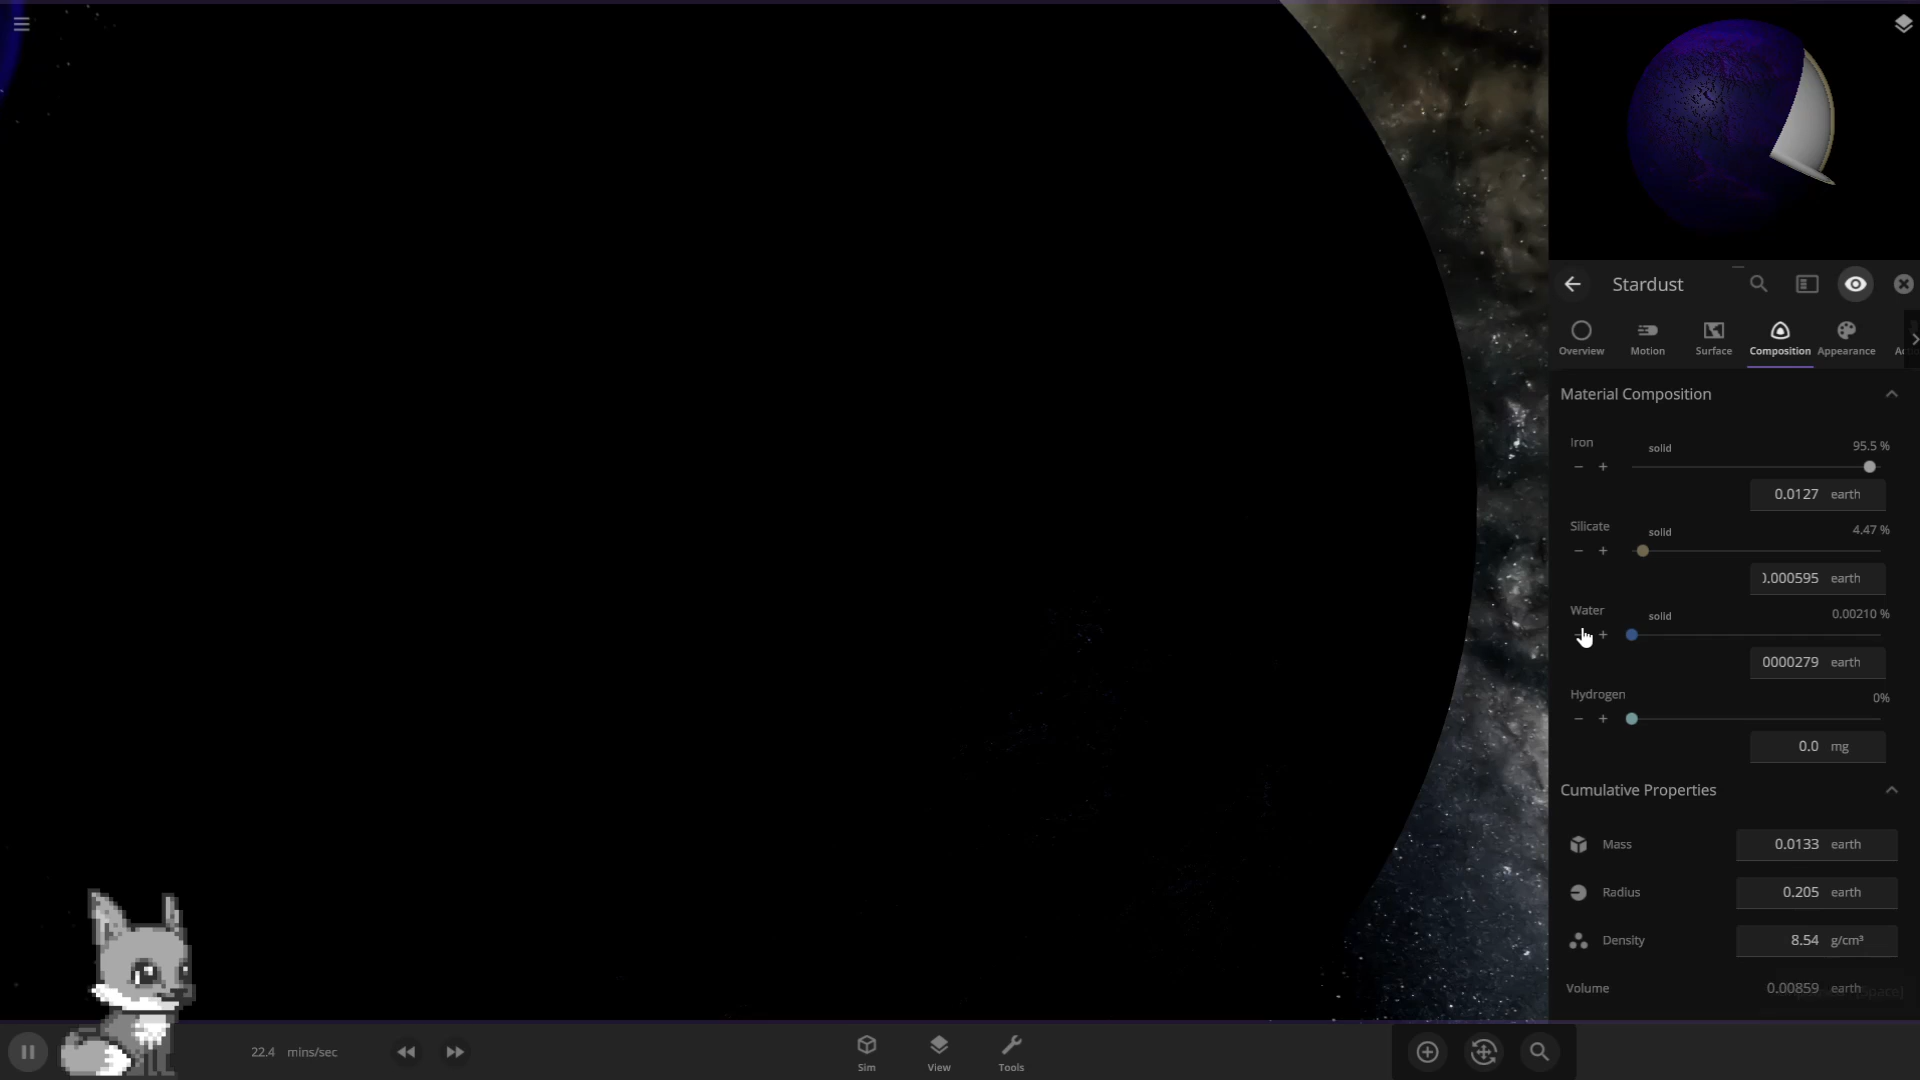 Stardust
Overview
Motion
Surface
Composition
Appearance
Material Composition
Iron
solid
95.5 %
0.0127 earth
Silicate
solid
4.47 %
0.000595 earth
Water
solid
0.00210 %
0000279 earth
Hydrogen
0%
0.0 mg
Cumulative Properties
Mass 0.0133 earth
Radius 0.205 earth
Density 8.54 g/cm³
Volume 0.00859 earth
22.4 mins/sec
Sim
View
Tools